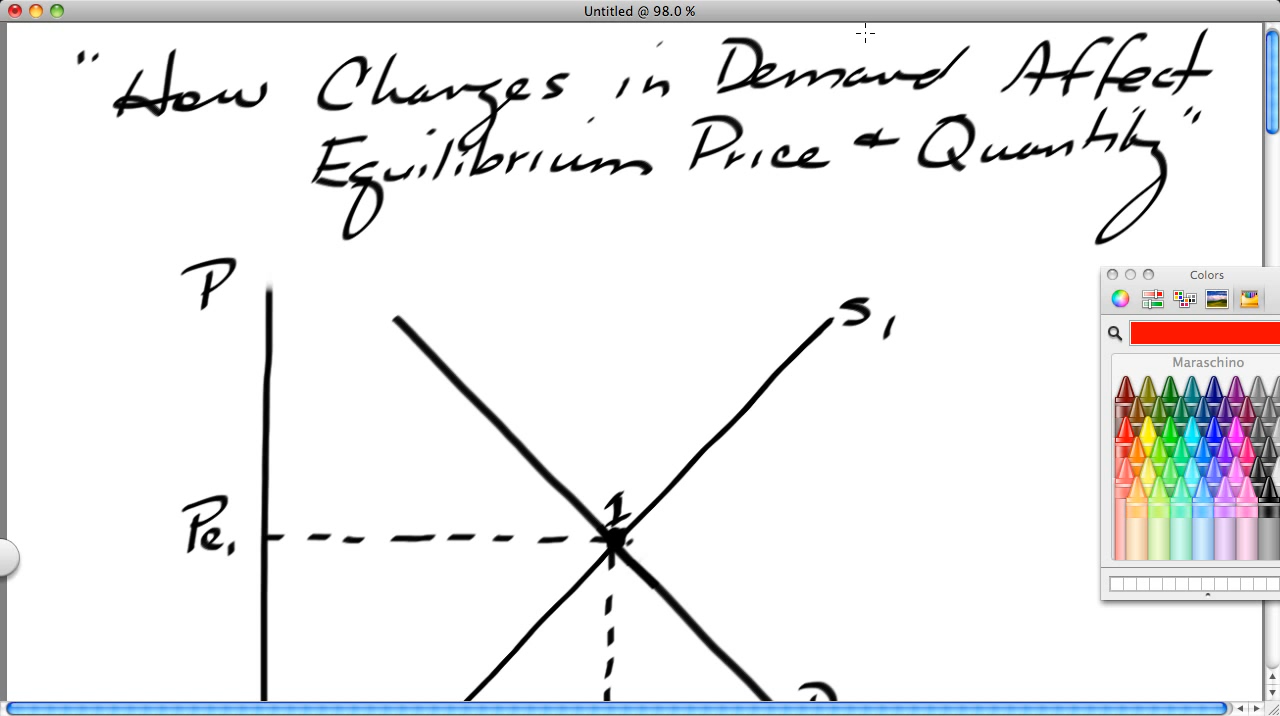 Untitled @ 98.0 %
"How Changes in Demand Affect
Equilibrium Price + Quantity"
P
S1
Colors
Maraschino
1
Pe1